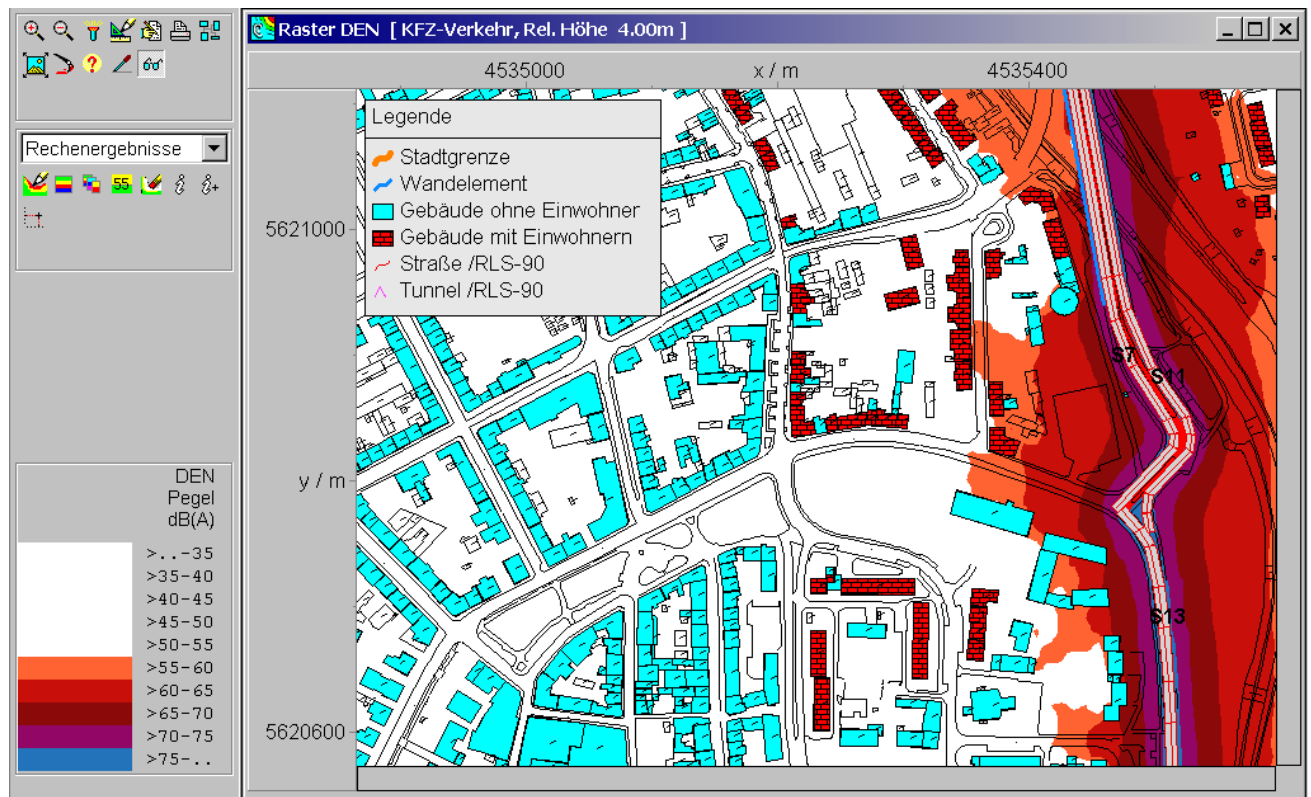 Raster DEN [ KFZ-Verkehr, Rel. Höhe 4.00m ]
4535000 x / m 4535400
Rechenergebnisse
55
Legende
Stadtgrenze
Wandelement
Gebäude ohne Einwohner
Gebäude mit Einwohnern
Straße /RLS-90
Tunnel /RLS-90
5621000
y / m
5620600
S7
S11
S13
DEN
Pegel
dB(A)
>..-35
>35-40
>40-45
>45-50
>50-55
>55-60
>60-65
>65-70
>70-75
>75-..